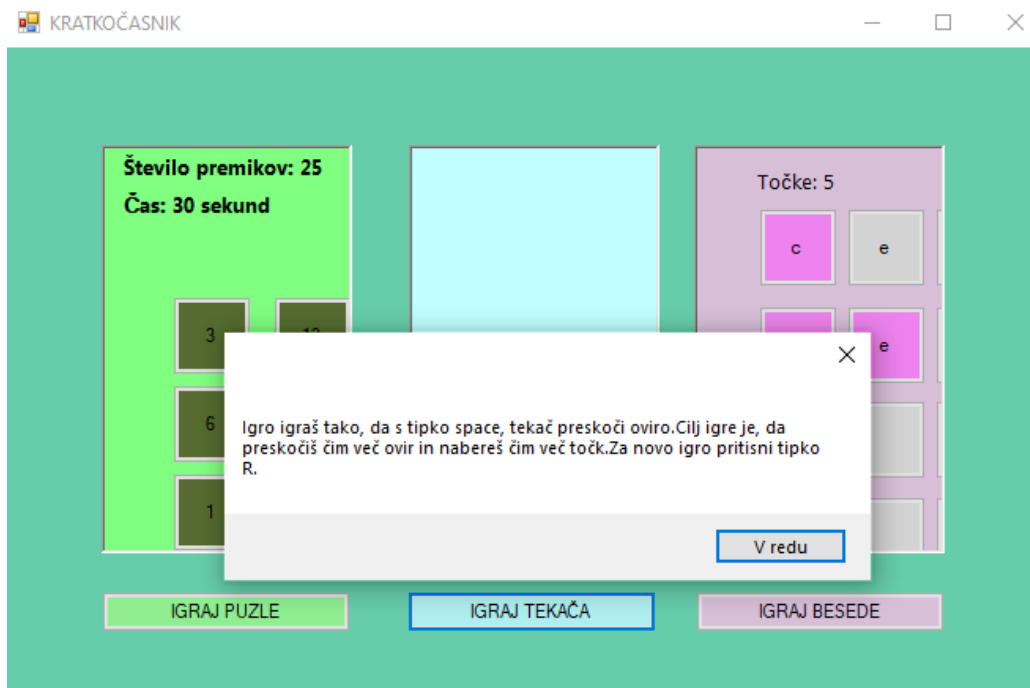 KRATKOČASNIK
Število premikov: 25
Čas: 30 sekund
3
6
1
Točke: 5
c e
e
Igro igraš tako, da s tipko space, tekač preskoči oviro.Cilj igre je, da
preskočiš čim več ovir in nabereš čim več točk.Za novo igro pritisni tipko
R.
V redu
IGRAJ PUZLE
IGRAJ TEKAČA
IGRAJ BESEDE